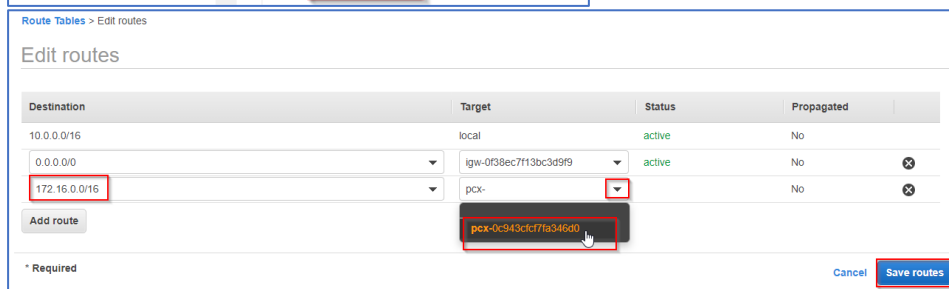 Route Tables > Edit routes
Edit routes
Destination Target Status Propagated
10.0.0.0/16 local active No
0.0.0.0/0 igw-0f38ec7f13bc3d9f9 active No
172.16.0.0/16 pcx- No
Add route
pcx-0c943cfcf7fa346d0
* Required
Cancel Save routes